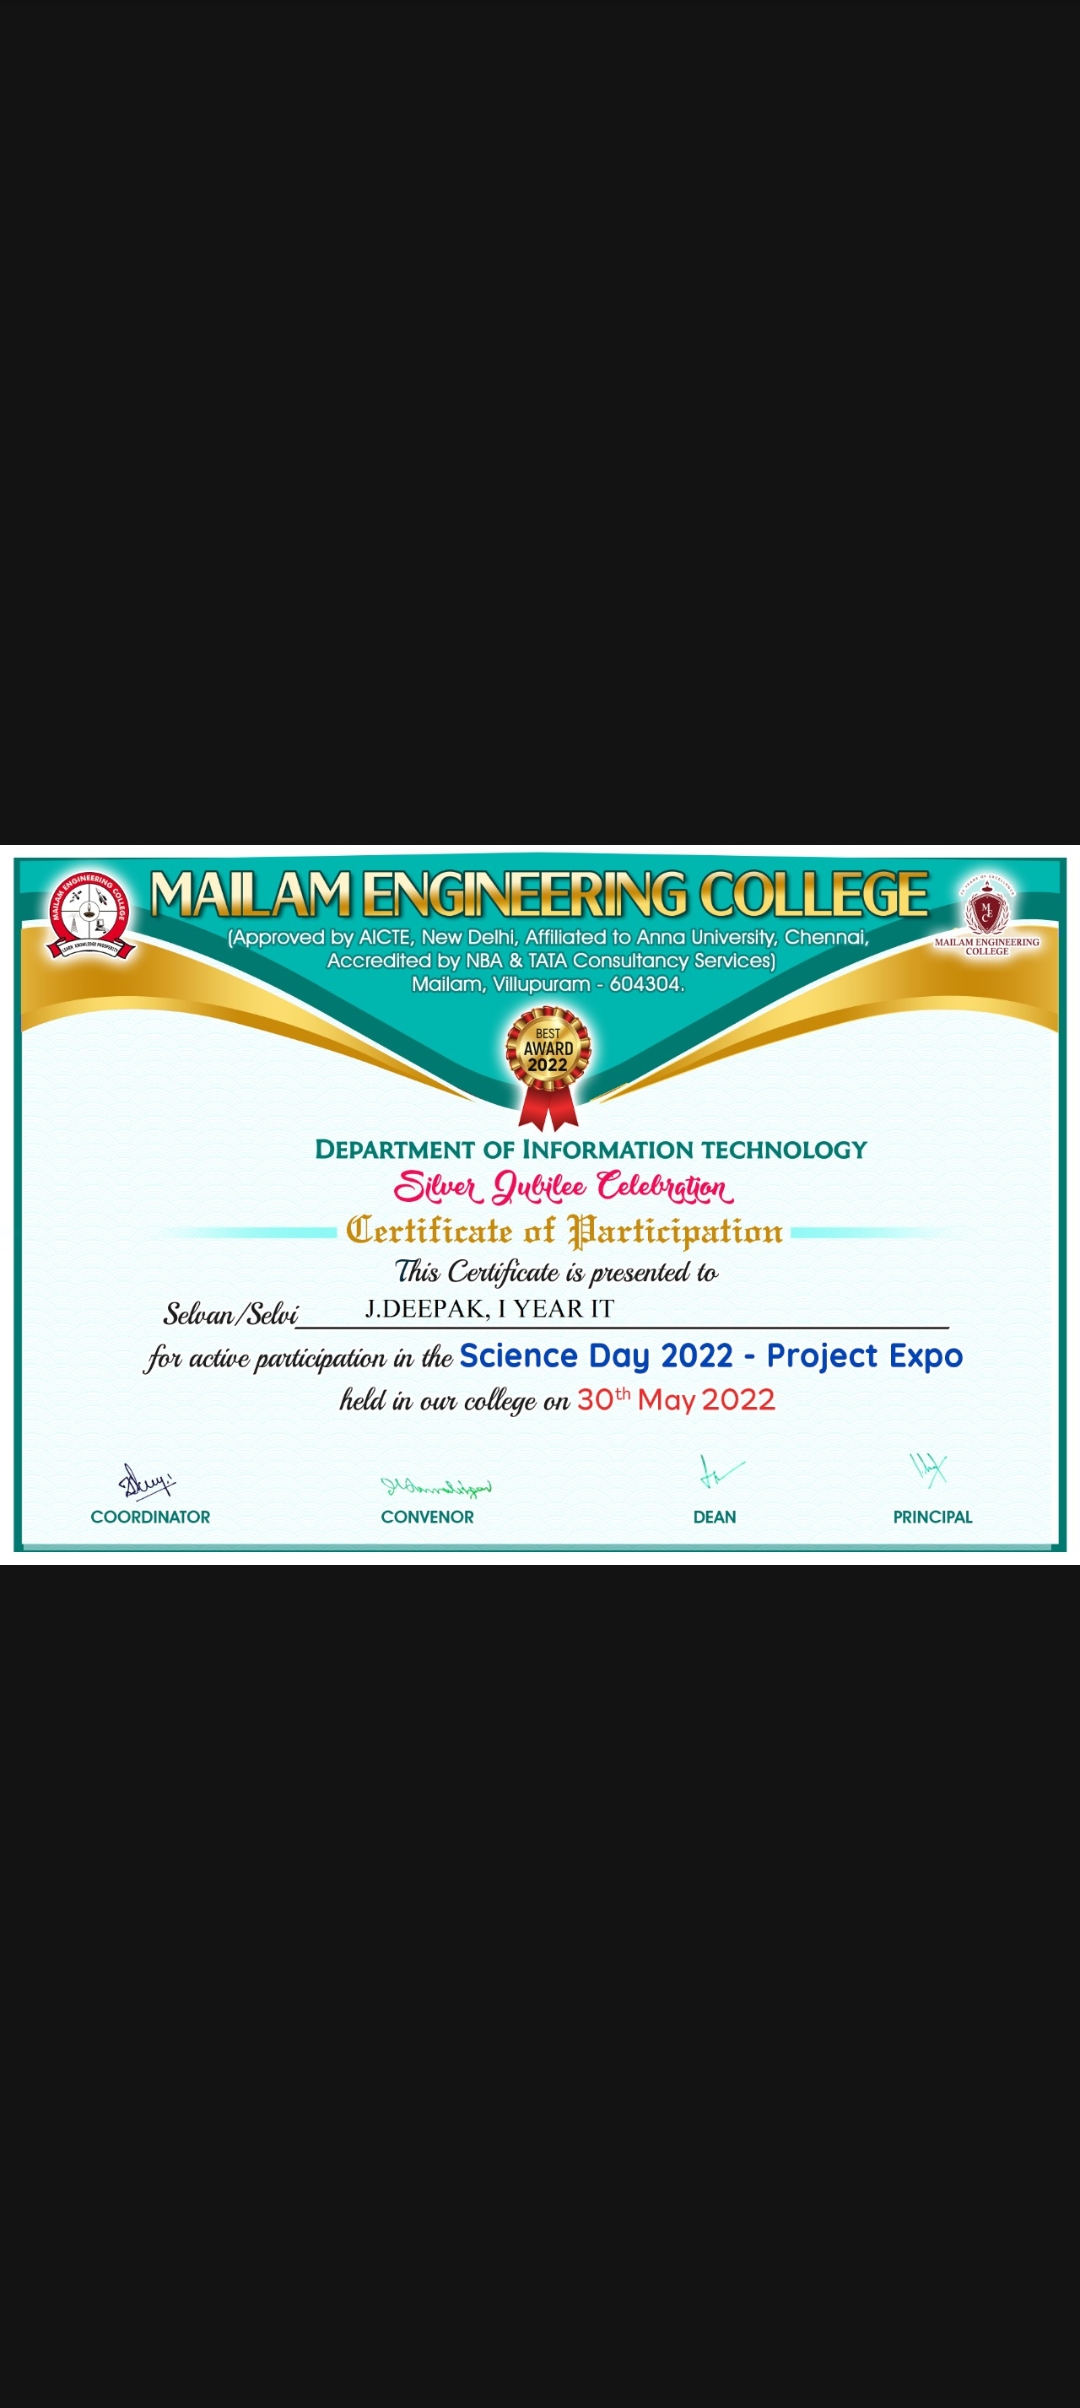 MAILAM ENGINEERING COLLEGE
(Approved by AICTE, New Delhi, Affiliated to Anna University, Chennai,
Accredited by NBA & TATA Consultancy Services)
Mailam, Villupuram - 604304.
MAILAM ENGINEERING COLLEGE
MEC
MAILAM ENGINEERING
COLLEGE
BEST
AWARD
2022
DEPARTMENT OF INFORMATION TECHNOLOGY
Silver Jubilee Celebration
Certificate of Participation
This Certificate is presented to
Selvan/Selvi J.DEEPAK, I YEAR IT
for active participation in the Science Day 2022 - Project Expo
held in our college on 30th May 2022
COORDINATOR CONVENOR DEAN PRINCIPAL